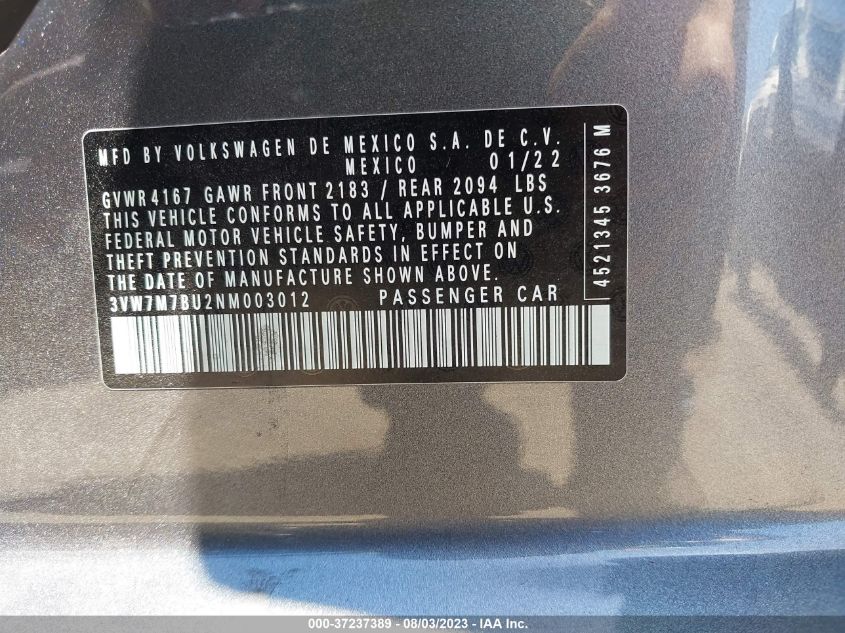 MFD BY VOLKSWAGEN DE MEXICO S.A. DE C.V.
MEXICO 01/22
GVWR 4167 GAWR FRONT 2183 / REAR 2094 LBS
THIS VEHICLE CONFORMS TO ALL APPLICABLE U.S.
FEDERAL MOTOR VEHICLE SAFETY, BUMPER AND
THEFT PREVENTION STANDARDS IN EFFECT ON
THE DATE OF MANUFACTURE SHOWN ABOVE.
3VW7M7BU2NM003012 PASSENGER CAR
4521345 3676 M
000-37237389 - 08/03/2023 - IAA Inc.